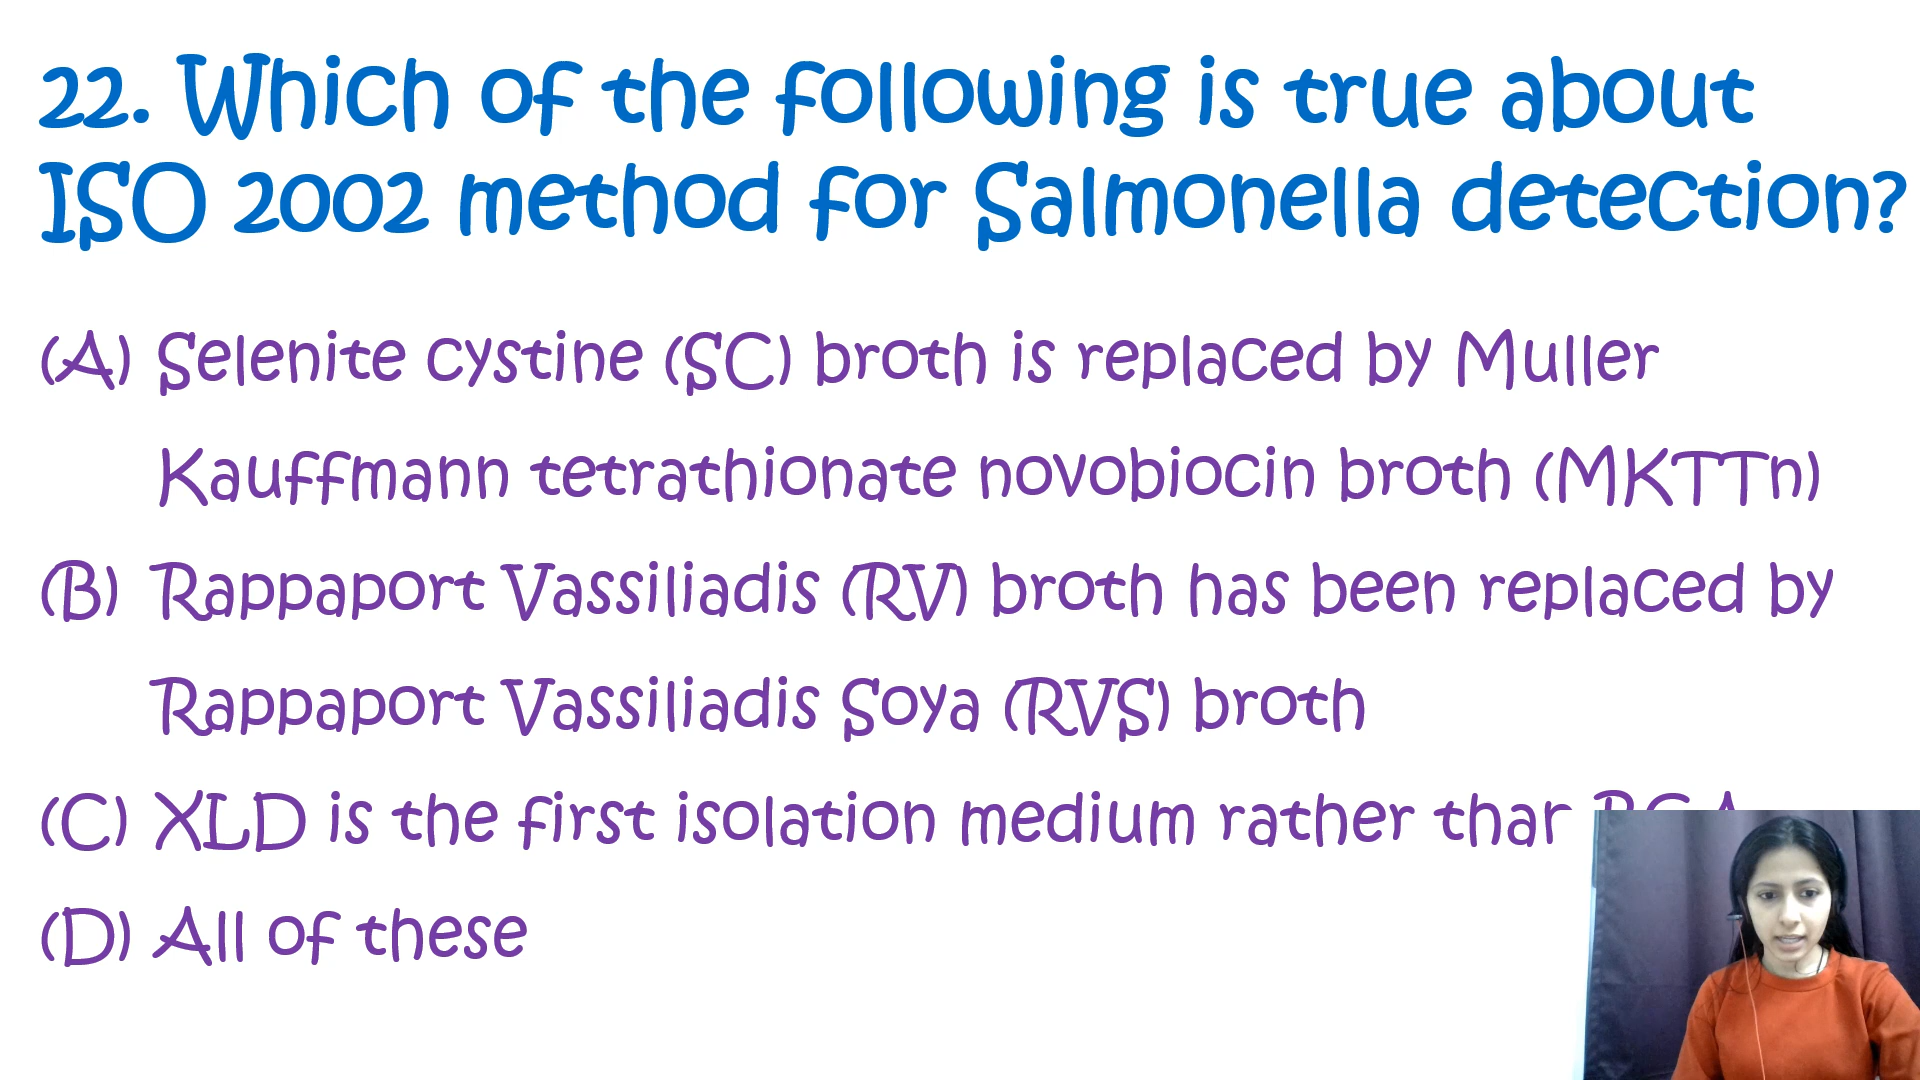 22. Which of the following is true about
ISO 2002 method for Salmonella detection?
(A) Selenite cystine (SC) broth is replaced by Muller
Kauffmann tetrathionate novobiocin broth (MKTTn)
(B) Rappaport Vassiliadis (RV) broth has been replaced by
Rappaport Vassiliadis Soya (RVS) broth
(C) XLD is the first isolation medium rather than
(D) All of these